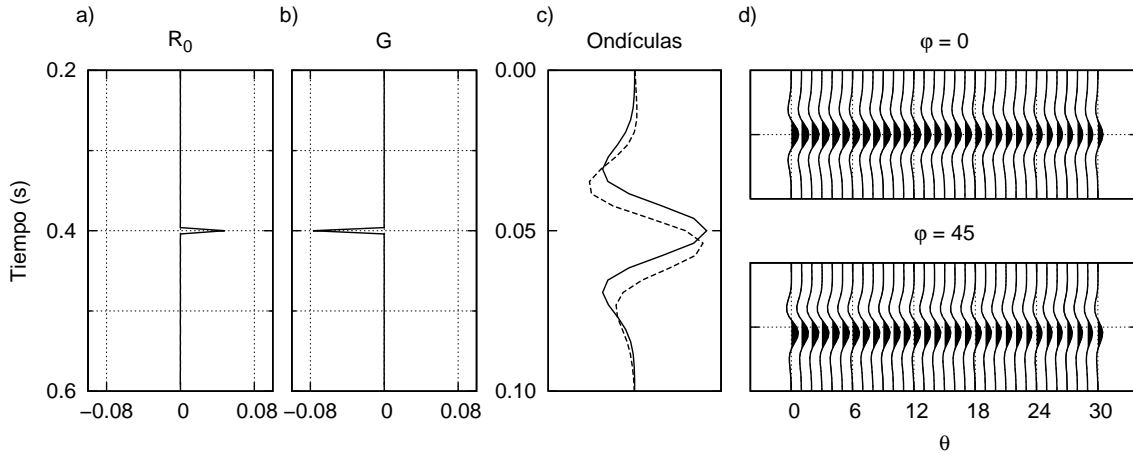 a)
b)
c)
d)
R0
G
Ondículas
φ = 0
0.2
0.4
0.6
Tiempo (s)
−0.08 0 0.08
−0.08 0 0.08
0.00
0.05
0.10
φ = 45
0 6 12 18 24 30
θ